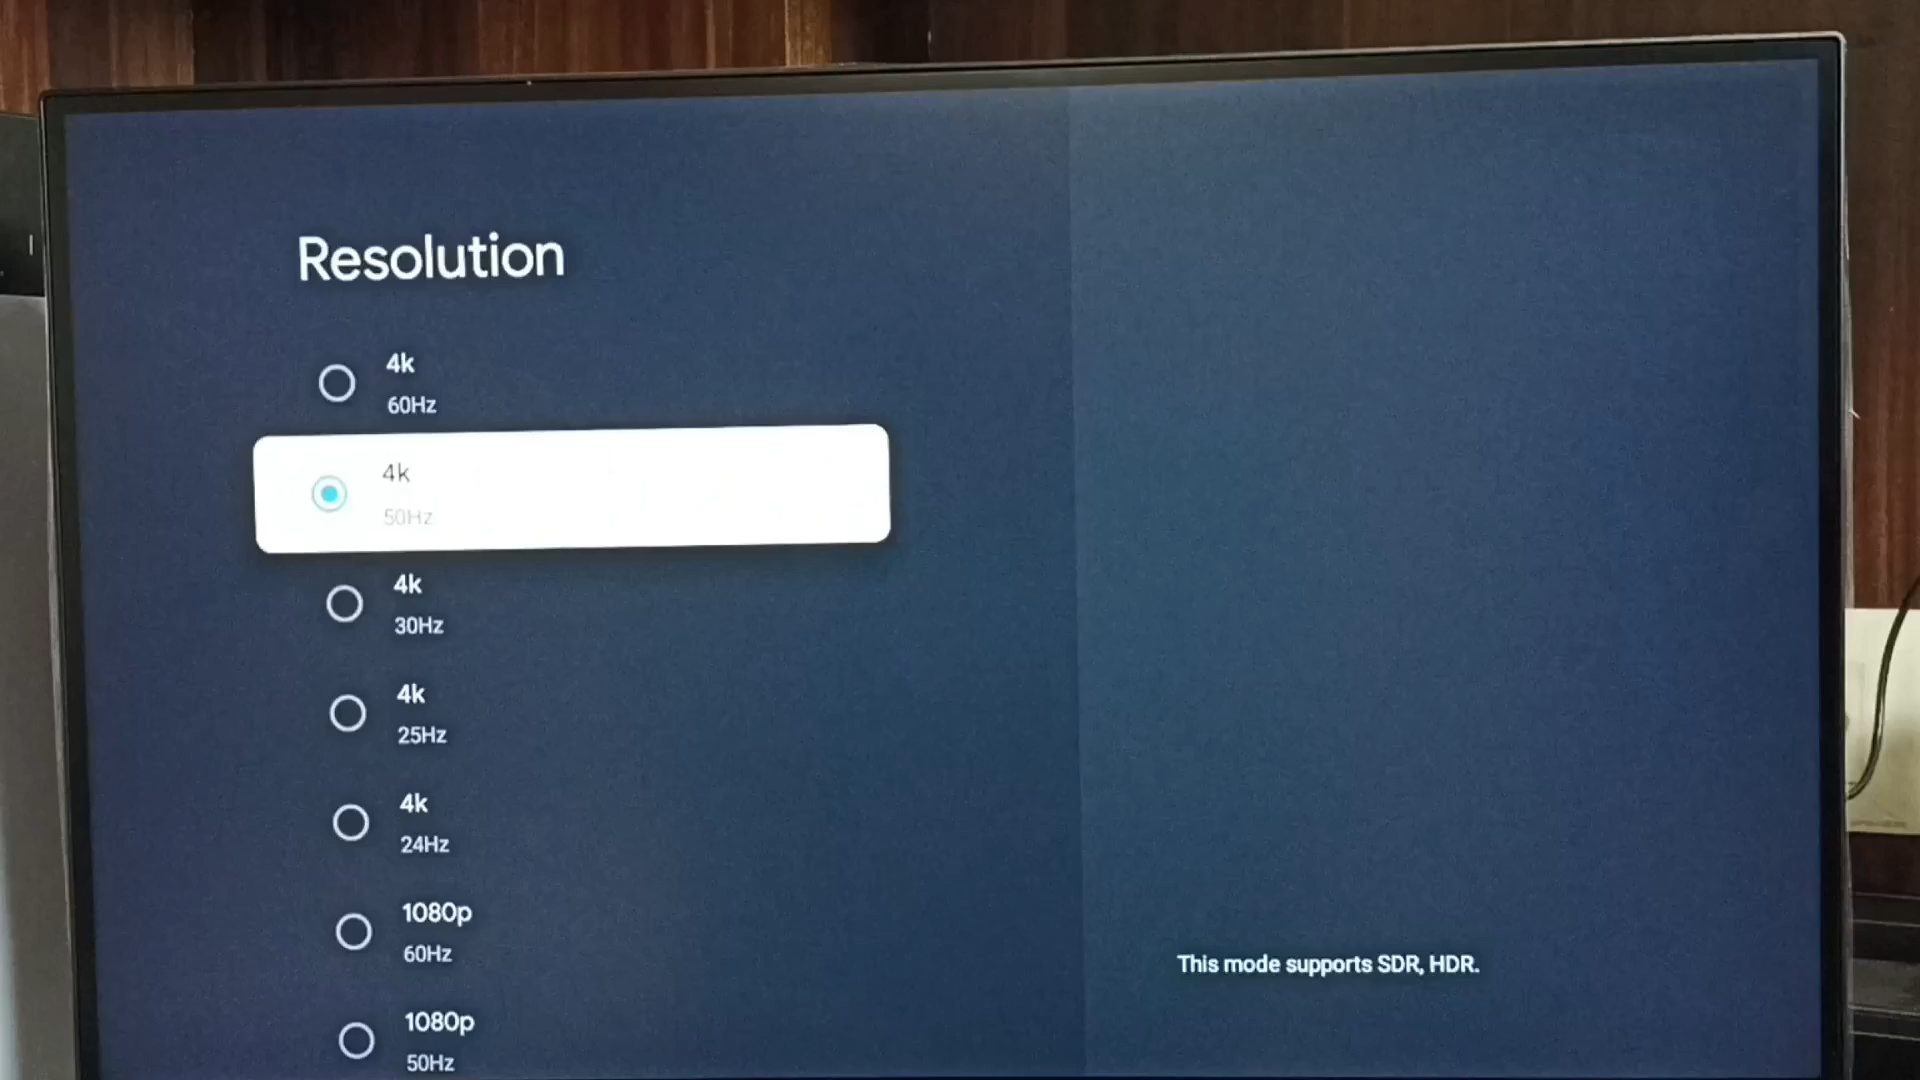 Resolution
4k
60Hz
4k
50Hz
4k
30Hz
4k
25Hz
4k
24Hz
1080p
60Hz
1080p
50Hz
This mode supports SDR, HDR.